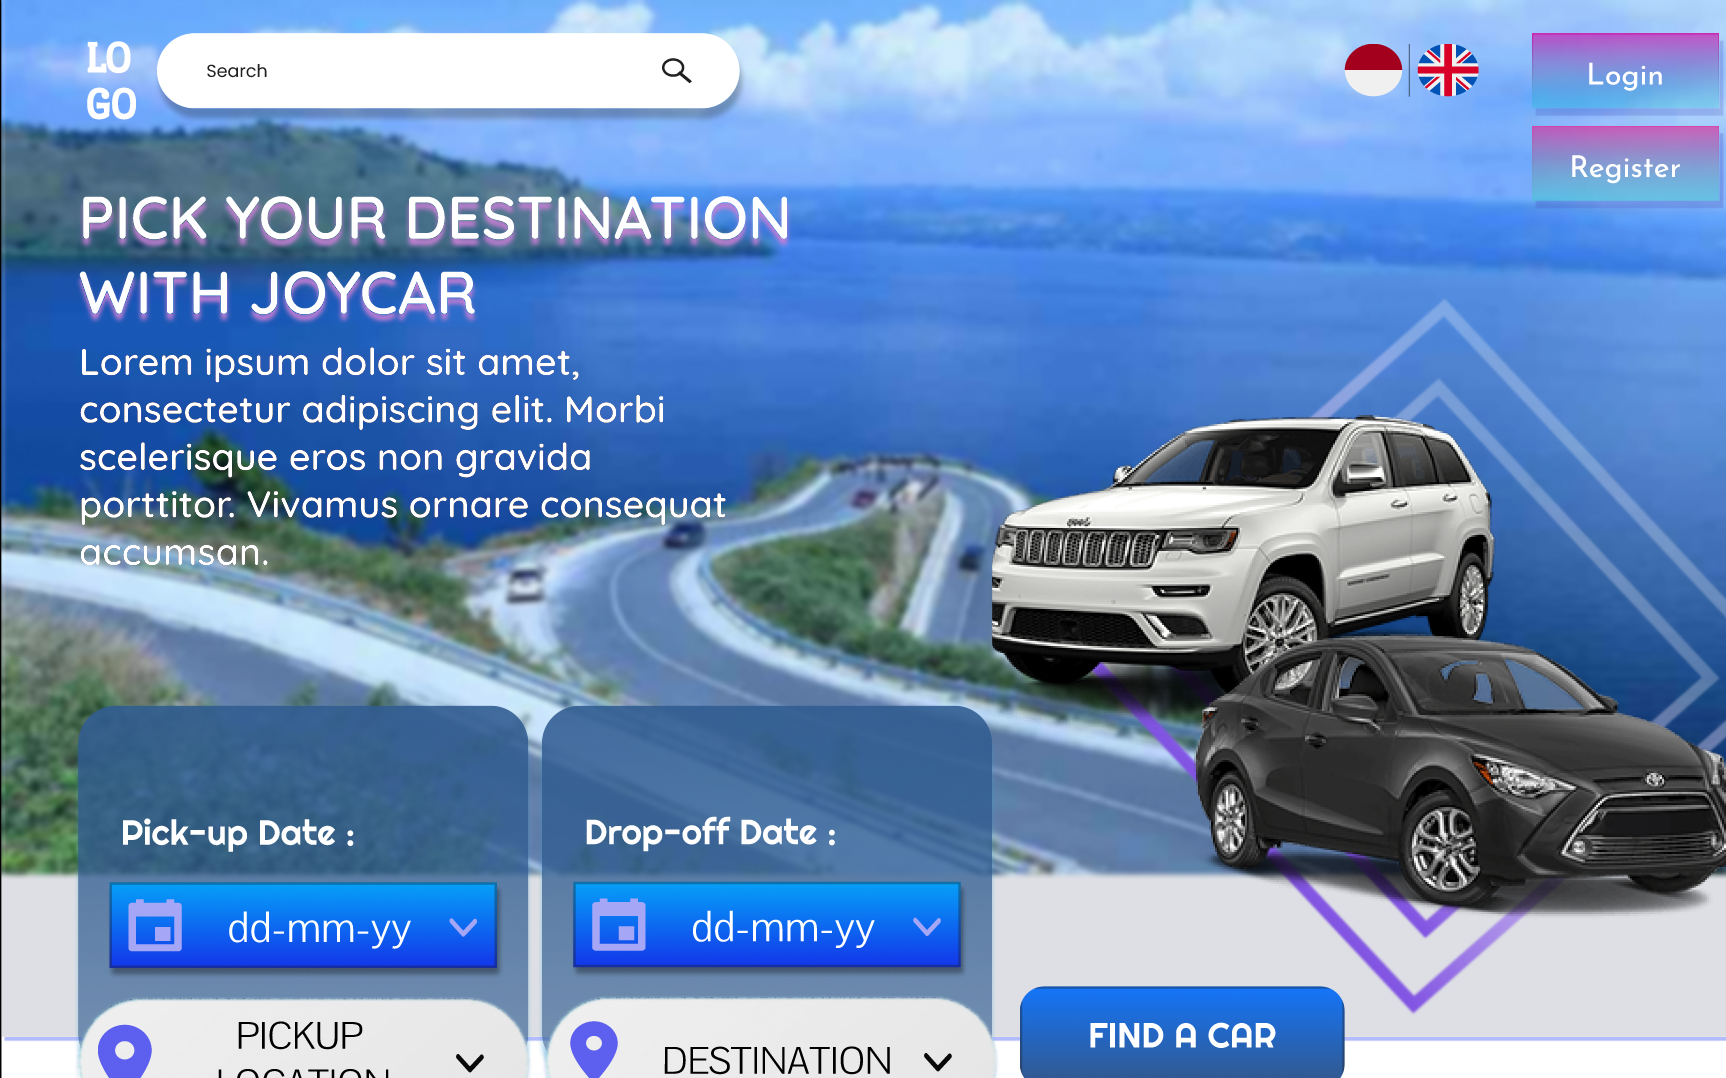 LO
GO
Search
Login
Register
PICK YOUR DESTINATION
WITH JOYCAR
Lorem ipsum dolor sit amet,
consectetur adipiscing elit. Morbi
scelerisque eros non gravida
porttitor. Vivamus ornare consequat
accumsan.
Pick-up Date :
dd-mm-yy
PICKUP
LOCATION
Drop-off Date :
dd-mm-yy
DESTINATION
FIND A CAR
Jeep